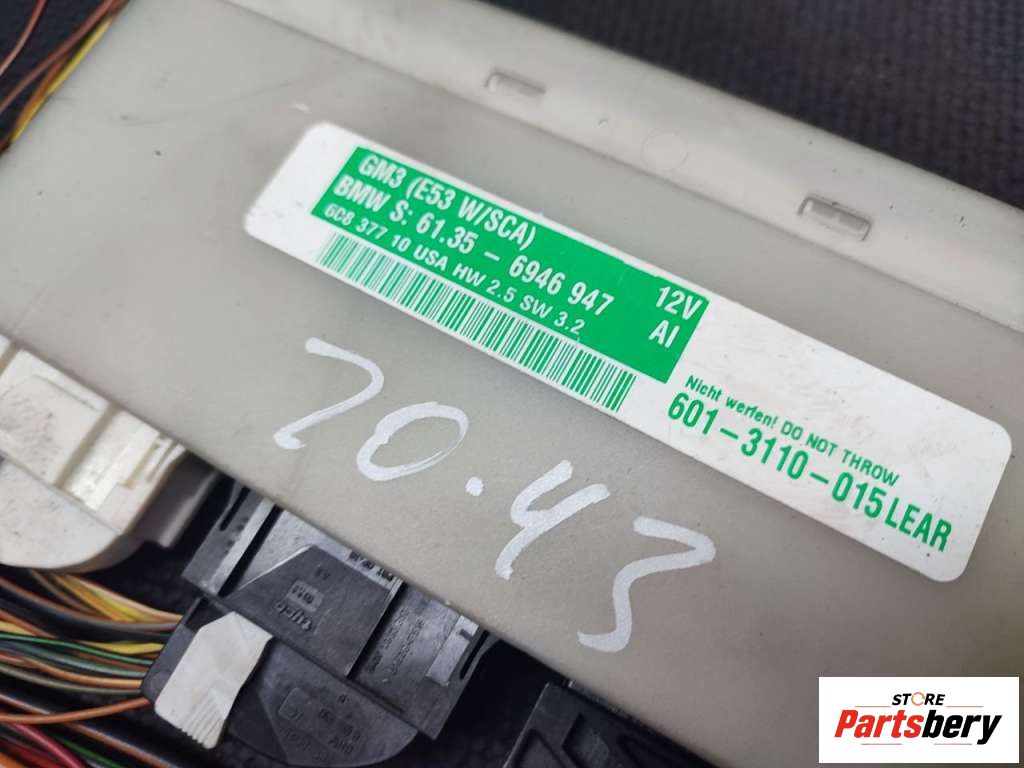 GM3 (E53 W/SCA) 12V
BMW S: 61.35 - 6946 947 AI
6C8 377 10 USA HW 2.5 SW 3.2
Nicht werfen! DO NOT THROW
601-3110-015 LEAR
70.43
STORE
Partsbery